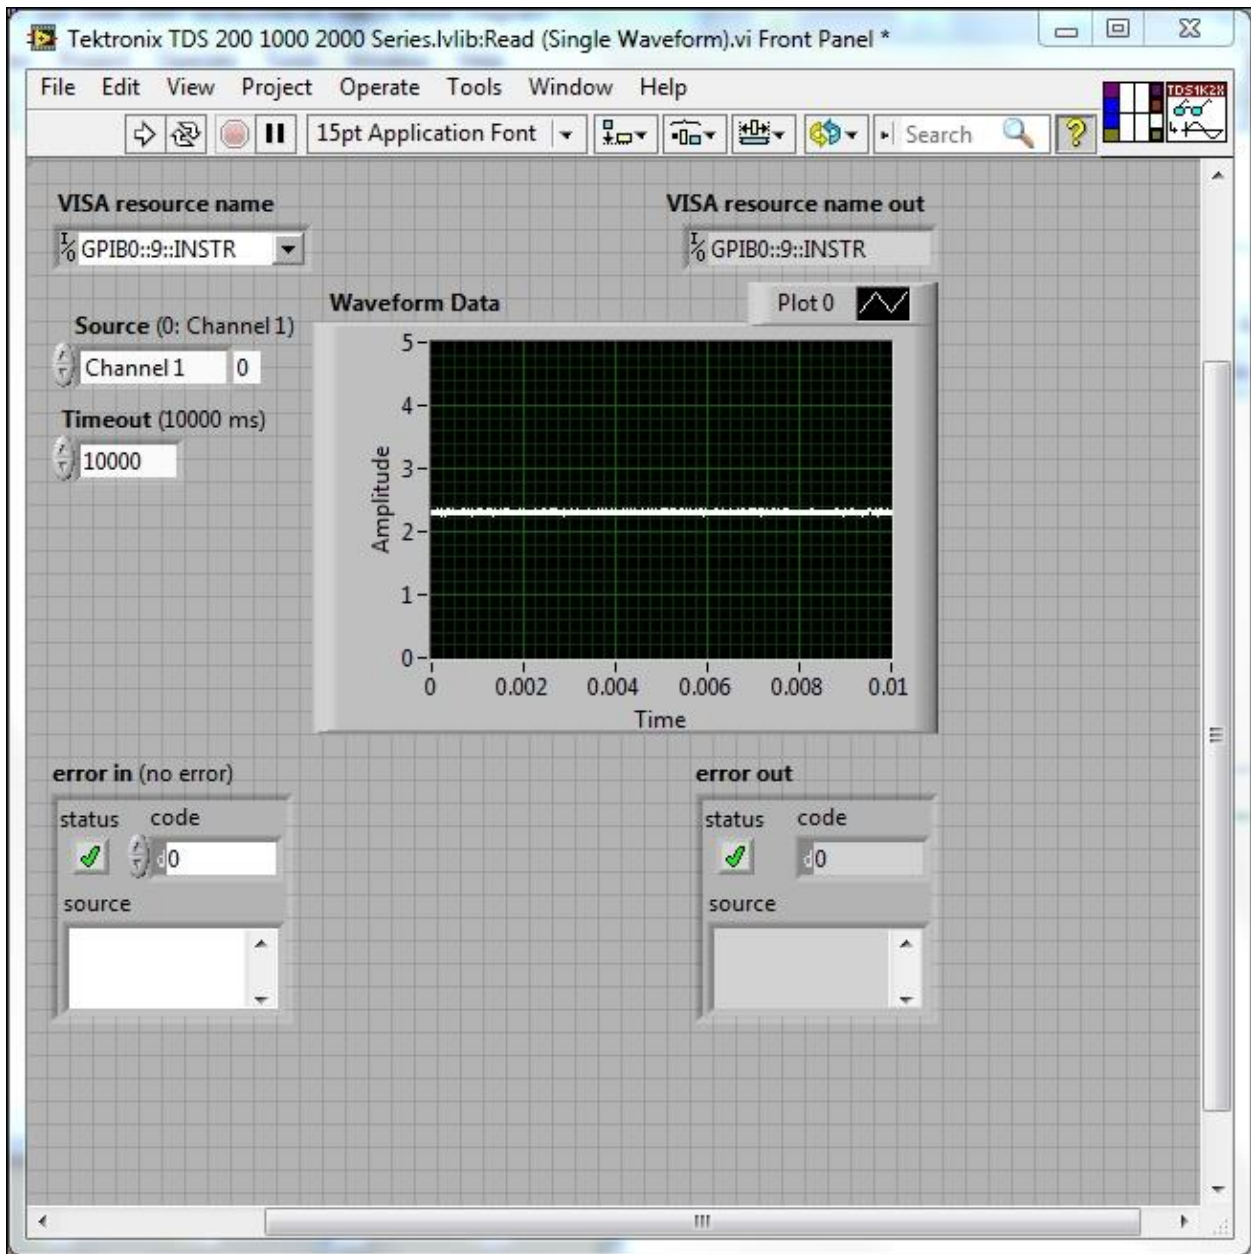 Tektronix TDS 200 1000 2000 Series.lvlib:Read (Single Waveform).vi Front Panel *
File Edit View Project Operate Tools Window Help
TDS1K2X
15pt Application Font Search
VISA resource name
GPIB0::9::INSTR
VISA resource name out
GPIB0::9::INSTR
Source (0: Channel 1)
Channel 1 0
Timeout (10000 ms)
10000
Waveform Data
Plot 0
5
4
3
2
1
0
Amplitude
0 0.002 0.004 0.006 0.008 0.01
Time
error in (no error)
status code
d0
source
error out
status code
d0
source